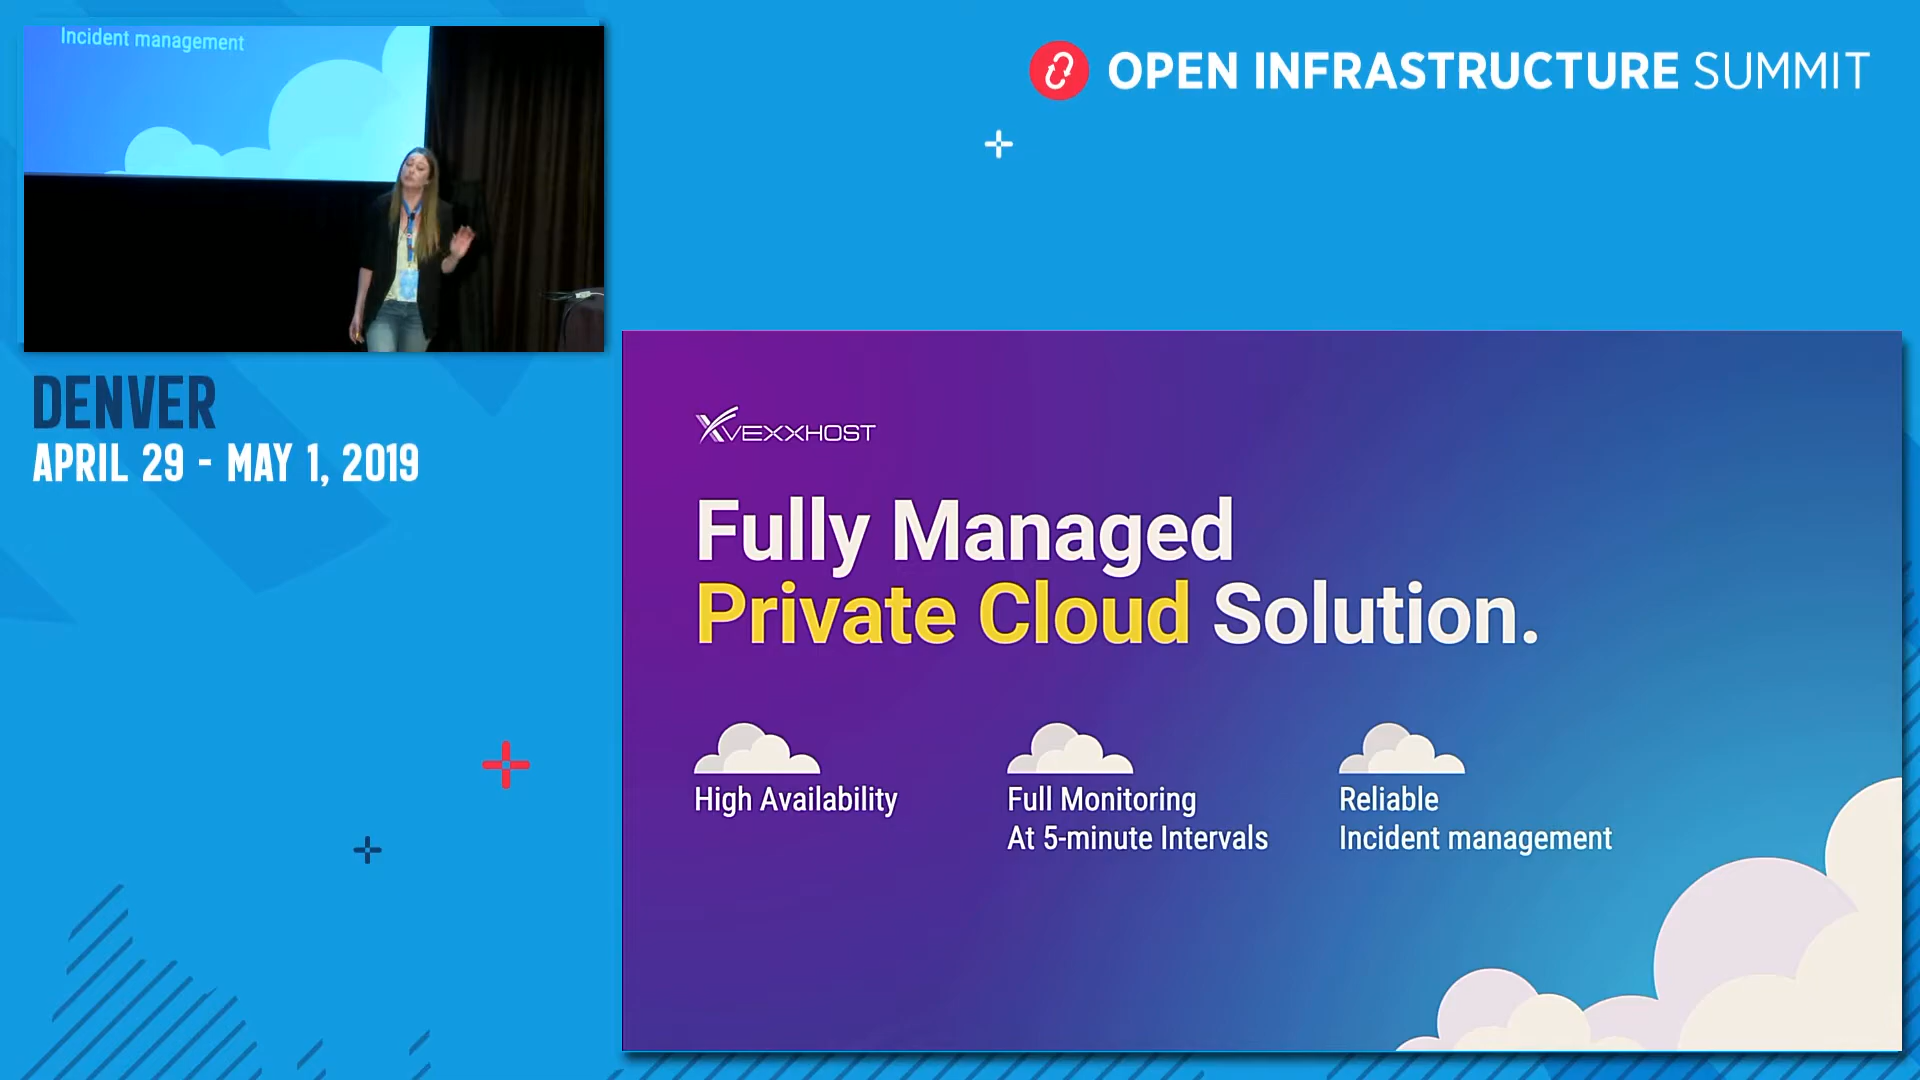 Incident management
OPEN INFRASTRUCTURE SUMMIT
DENVER
APRIL 29 - MAY 1, 2019
VEXXHOST
Fully Managed
Private Cloud Solution.
High Availability
Full Monitoring
At 5-minute Intervals
Reliable
Incident management